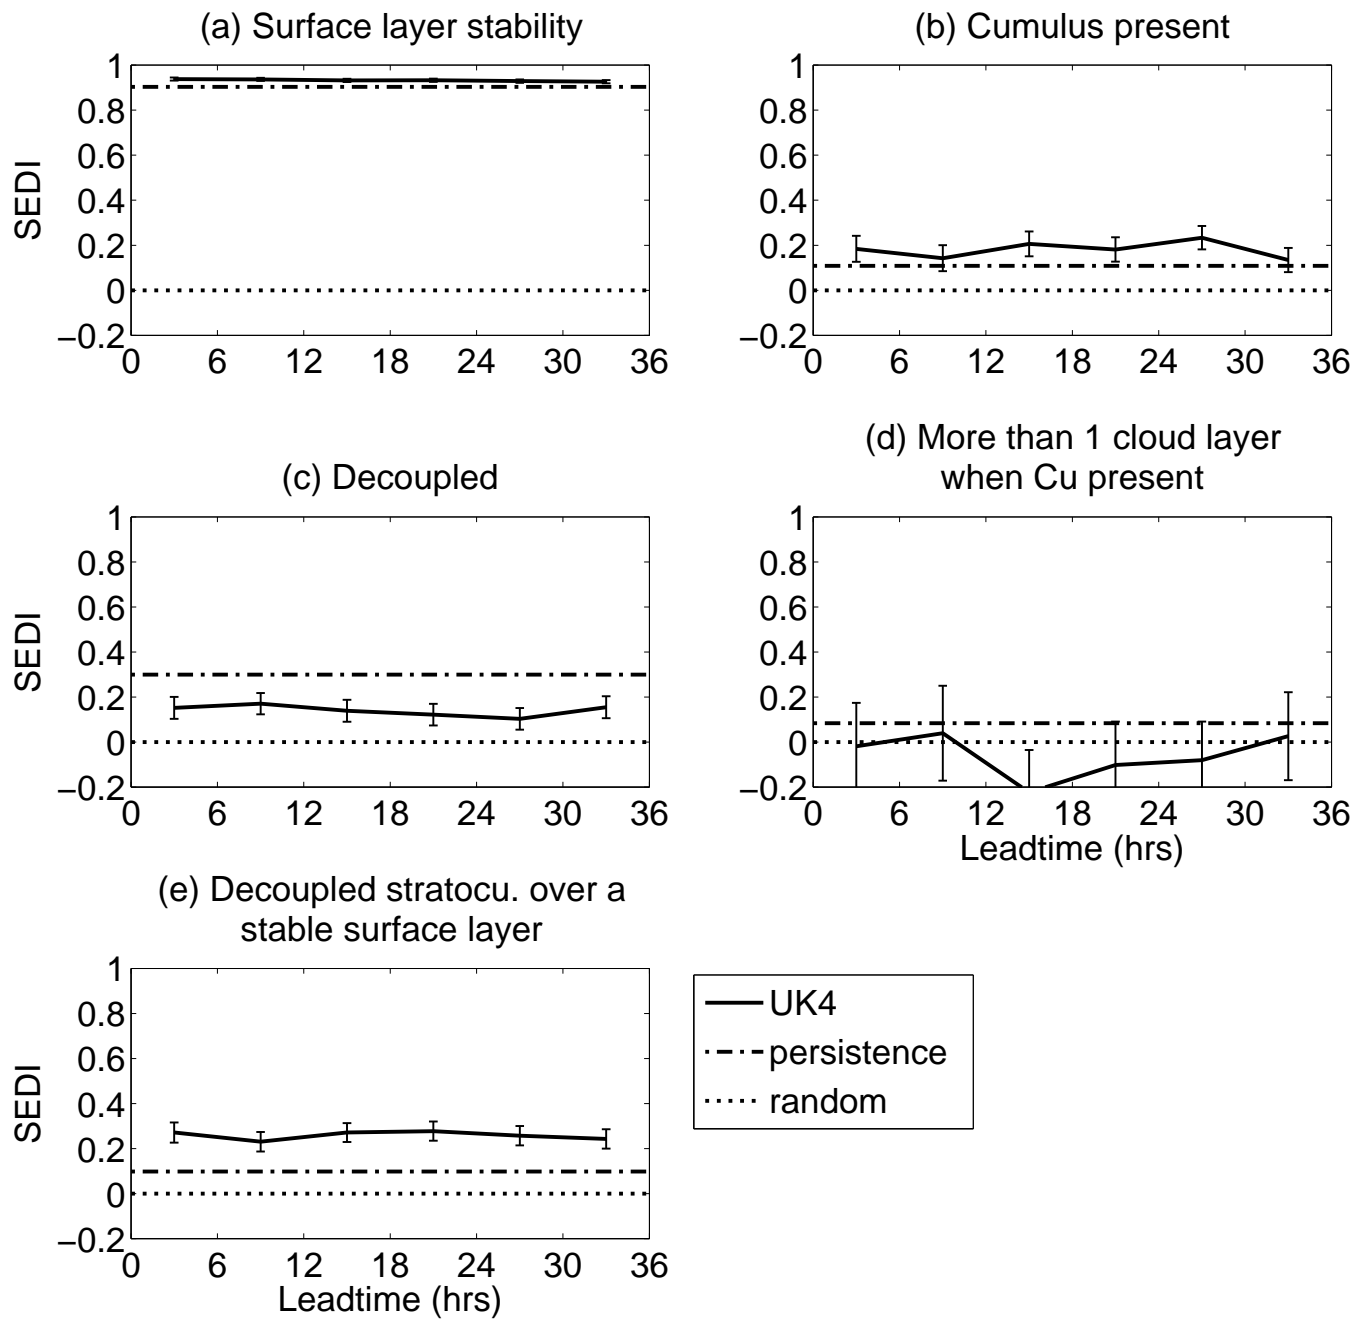 (a) Surface layer stability
SEDI
1
0.8
0.6
0.4
0.2
0
−0.2
0 6 12 18 24 30 36
(b) Cumulus present
1
0.8
0.6
0.4
0.2
0
−0.2
0 6 12 18 24 30 36
(c) Decoupled
SEDI
1
0.8
0.6
0.4
0.2
0
−0.2
0 6 12 18 24 30 36
(d) More than 1 cloud layer
when Cu present
1
0.8
0.6
0.4
0.2
0
−0.2
0 6 12 18 24 30 36
Leadtime (hrs)
(e) Decoupled stratocu. over a
stable surface layer
SEDI
1
0.8
0.6
0.4
0.2
0
−0.2
0 6 12 18 24 30 36
Leadtime (hrs)
UK4
persistence
random